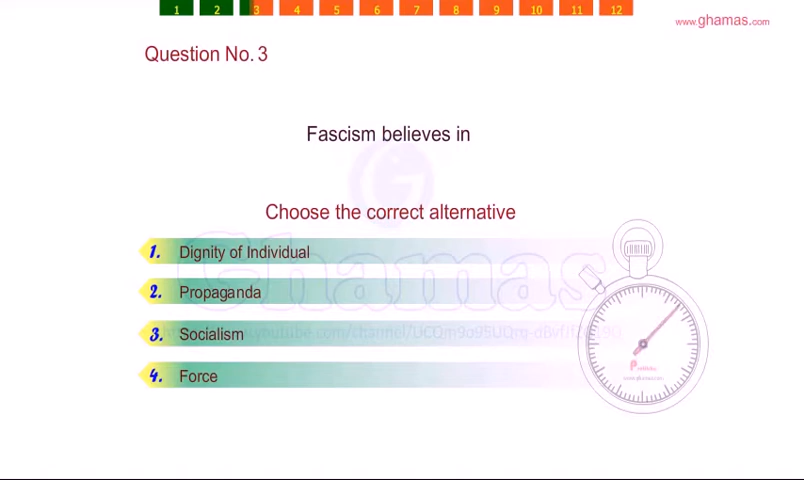 1 2 3 4 5 6 7 8 9 10 11 12
www.ghamas.com
Question No. 3
Fascism believes in
G
Choose the correct alternative
1. Dignity of Individual
Ghamas
2. Propaganda
3. Socialism
4. Force